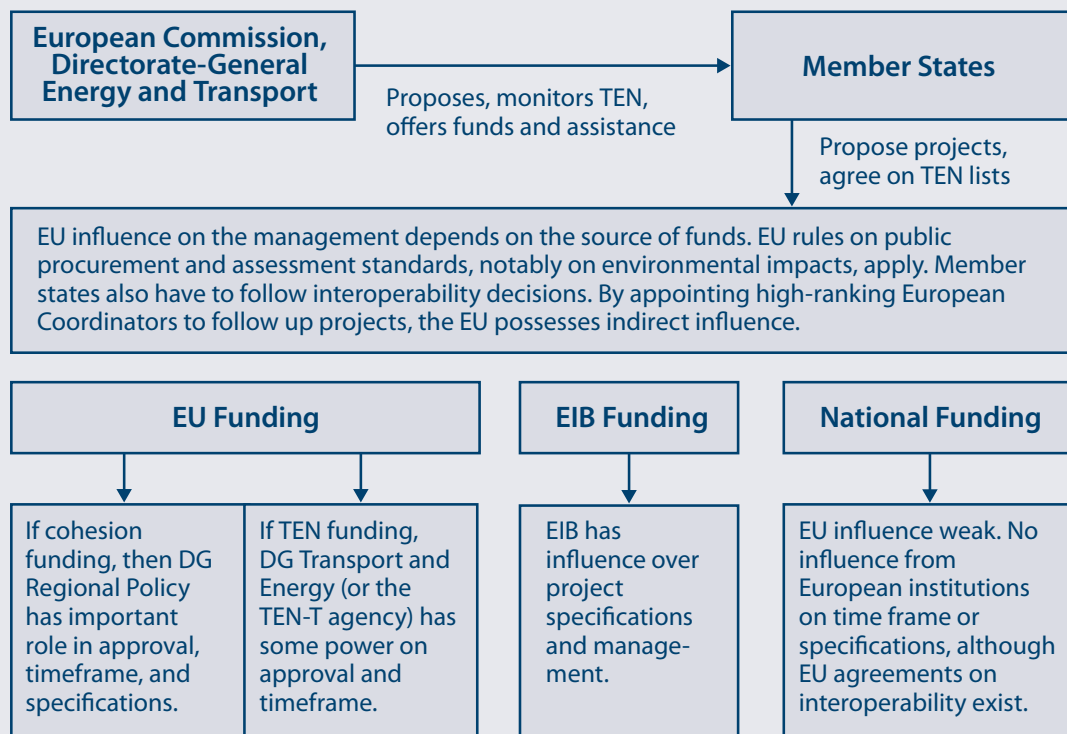 European Commission,
Directorate-General
Energy and Transport
Proposes, monitors TEN,
offers funds and assistance
Member States
Propose projects,
agree on TEN lists
EU influence on the management depends on the source of funds. EU rules on public
procurement and assessment standards, notably on environmental impacts, apply. Member
states also have to follow interoperability decisions. By appointing high-ranking European
Coordinators to follow up projects, the EU possesses indirect influence.
EU Funding
If cohesion
funding, then DG
Regional Policy
has important
role in approval,
timeframe, and
specifications.
If TEN funding,
DG Transport and
Energy (or the
TEN-T agency) has
some power on
approval and
timeframe.
EIB Funding
EIB has
influence over
project
specifications
and manage-
ment.
National Funding
EU influence weak. No
influence from
European institutions
on time frame or
specifications, although
EU agreements on
interoperability exist.